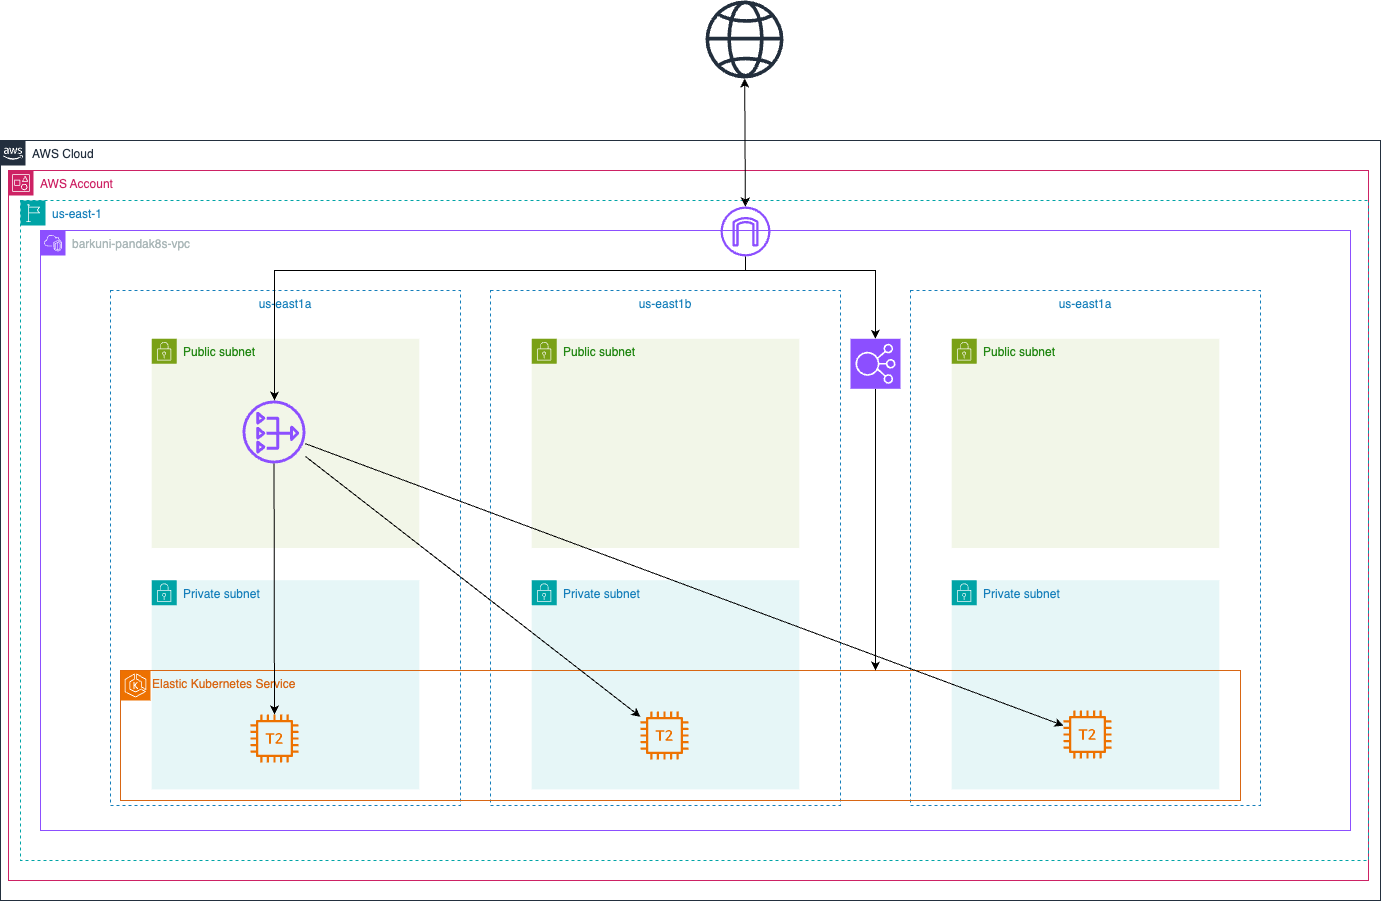 aws
AWS Cloud
AWS Account
us-east-1
barkuni-pandak8s-vpc
us-east1a
us-east1b
us-east1a
Public subnet
Public subnet
Public subnet
Private subnet
Private subnet
Private subnet
K
Elastic Kubernetes Service
T2
T2
T2